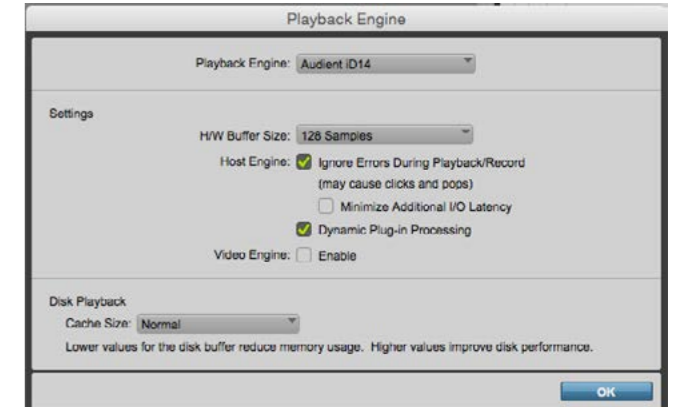 Playback Engine
Playback Engine: Audient iD14
Settings
H/W Buffer Size: 128 Samples
Host Engine: Ignore Errors During Playback/Record
(may cause clicks and pops)
Minimize Additional I/O Latency
Dynamic Plug-in Processing
Video Engine: Enable
Disk Playback
Cache Size: Normal
Lower values for the disk buffer reduce memory usage. Higher values improve disk performance.
OK